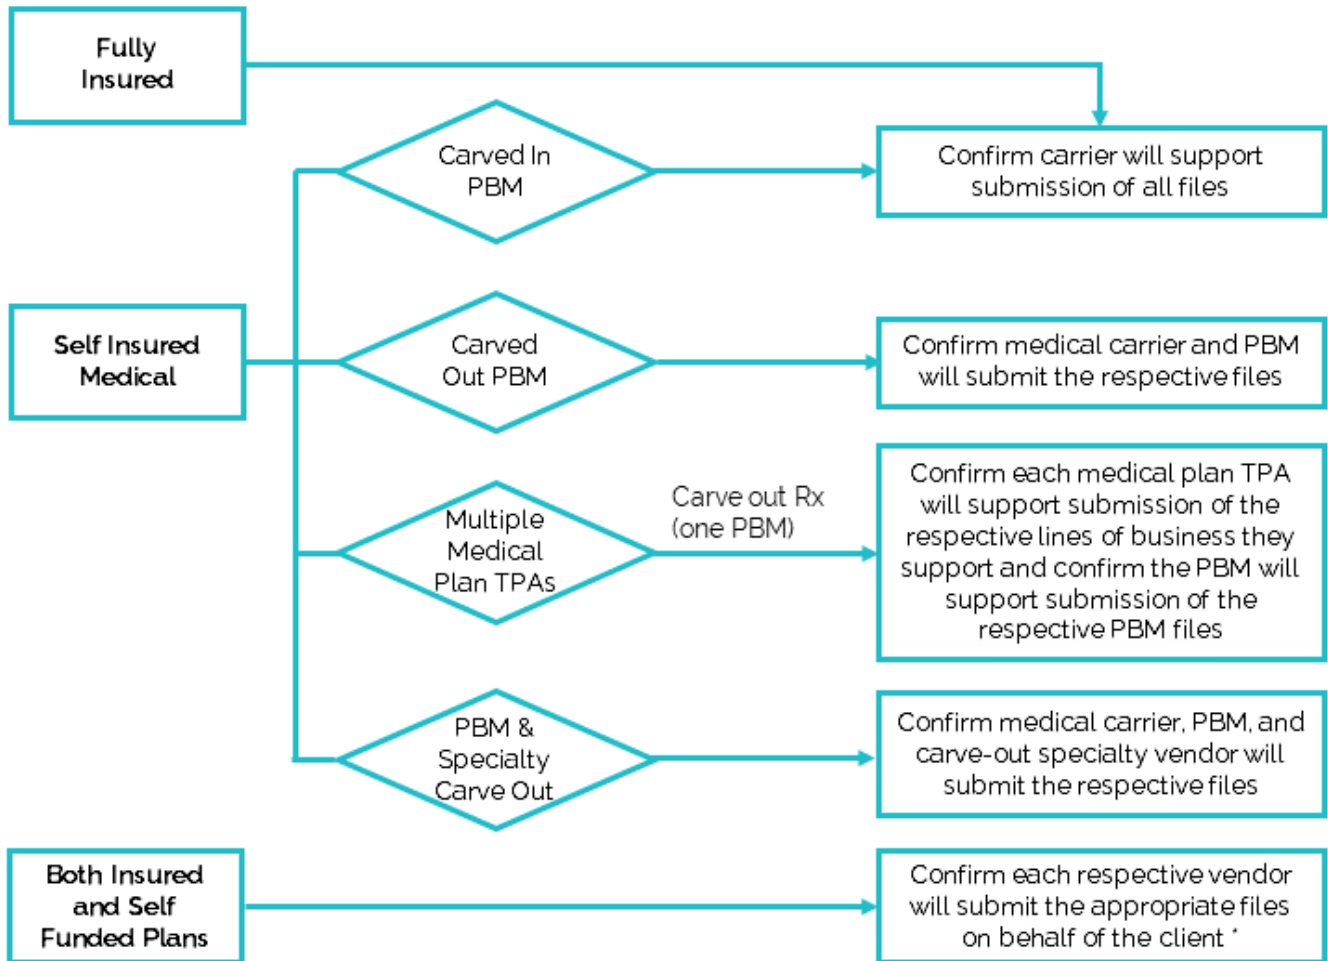 Fully
Insured
Carved In
PBM
Confirm carrier will support
submission of all files
Self Insured
Medical
Carved
Out PBM
Confirm medical carrier and PBM
will submit the respective files
Multiple
Medical
Plan TPAs
Carve out Rx
(one PBM)
Confirm each medical plan TPA
will support submission of the
respective lines of business they
support and confirm the PBM will
support submission of the
respective PBM files
PBM &
Specialty
Carve Out
Confirm medical carrier, PBM, and
carve-out specialty vendor will
submit the respective files
Both Insured
and Self
Funded Plans
Confirm each respective vendor
will submit the appropriate files
on behalf of the client *